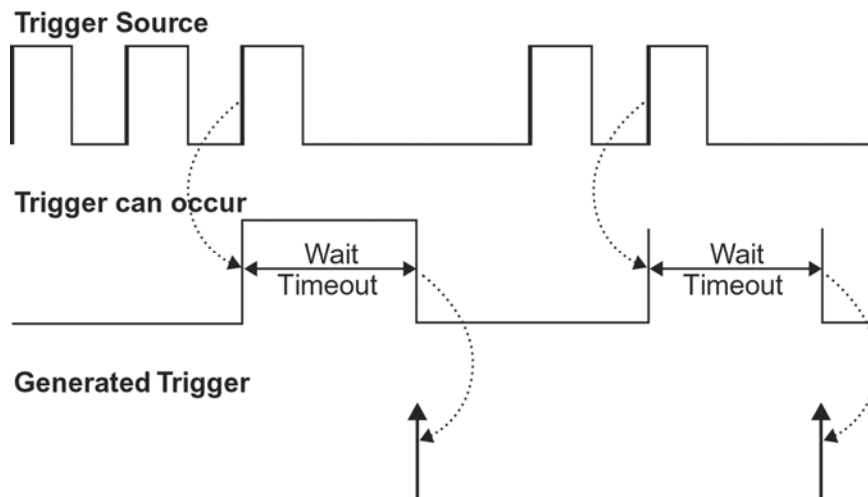 Trigger Source
Trigger can occur
Wait
Timeout
Wait
Timeout
Generated Trigger